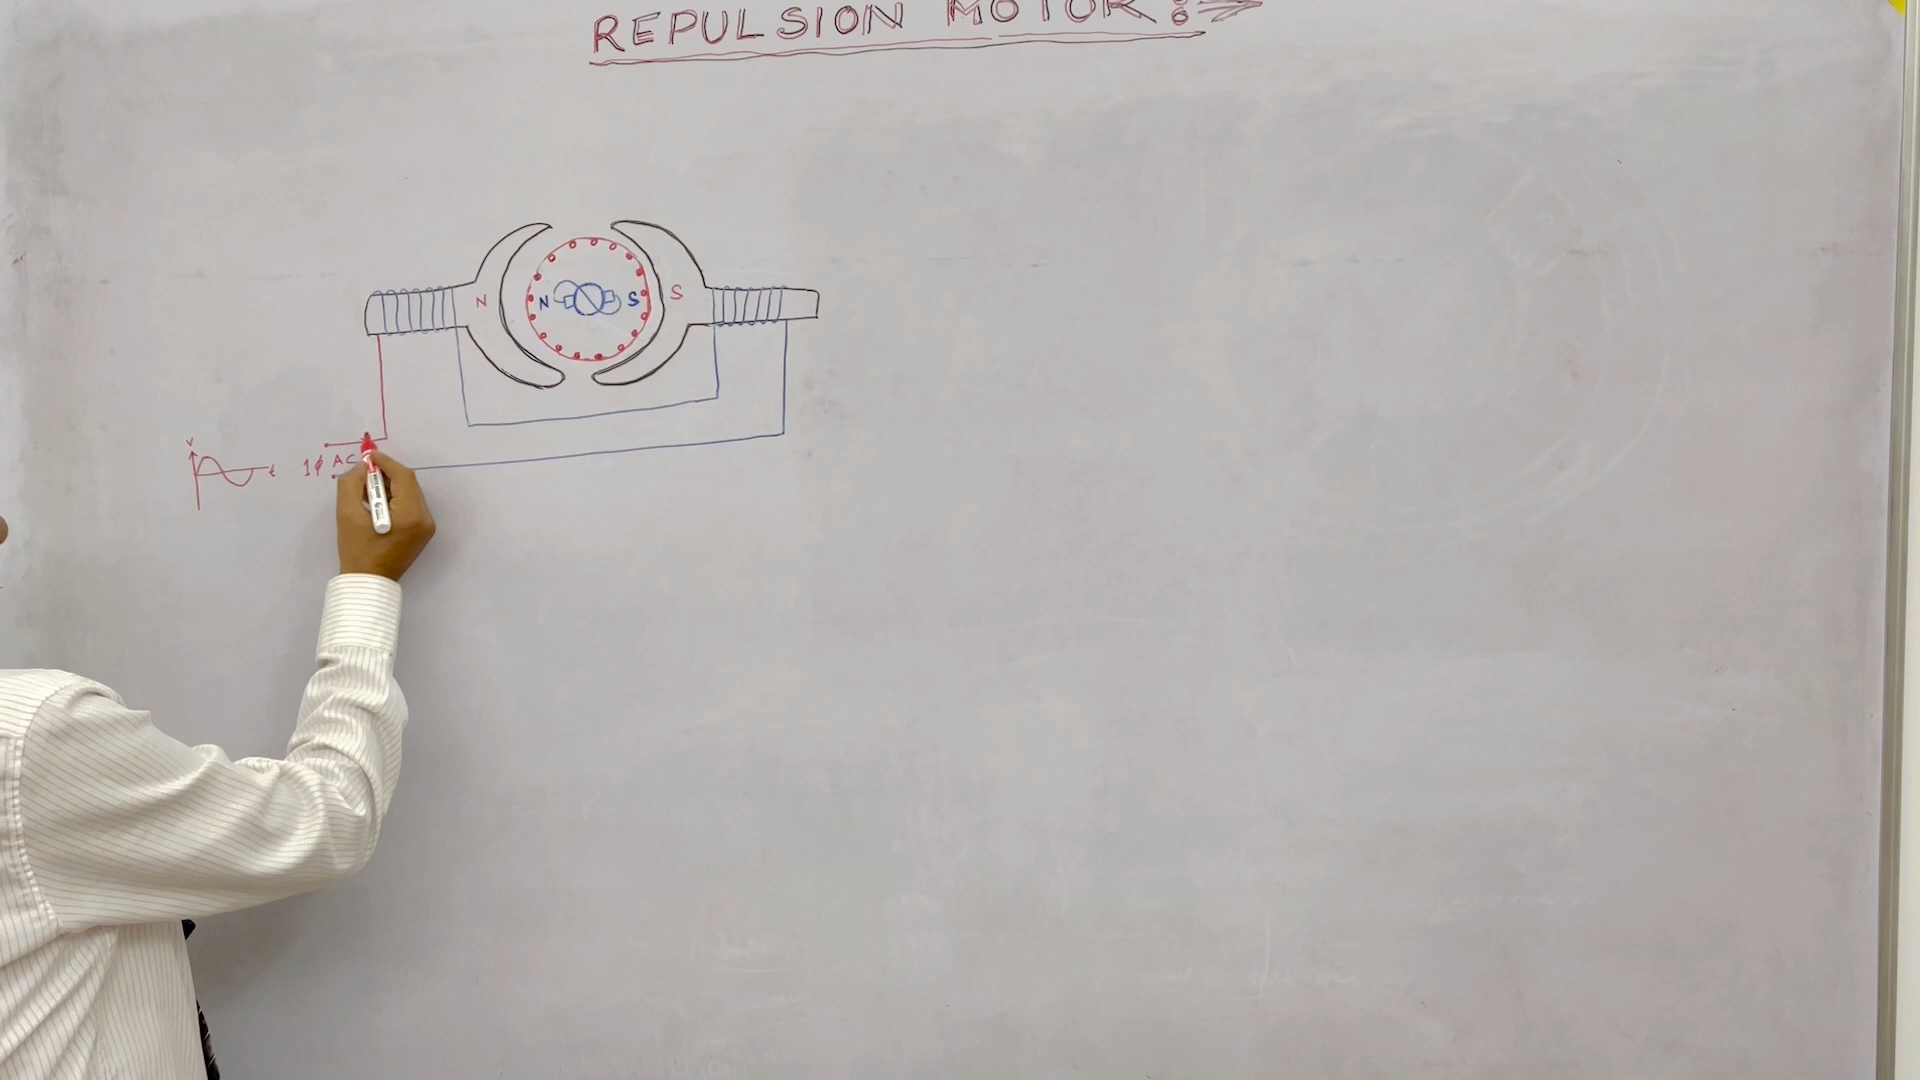 REPULSION MOTOR :⇒
N N S S
V
t 1ϕ AC